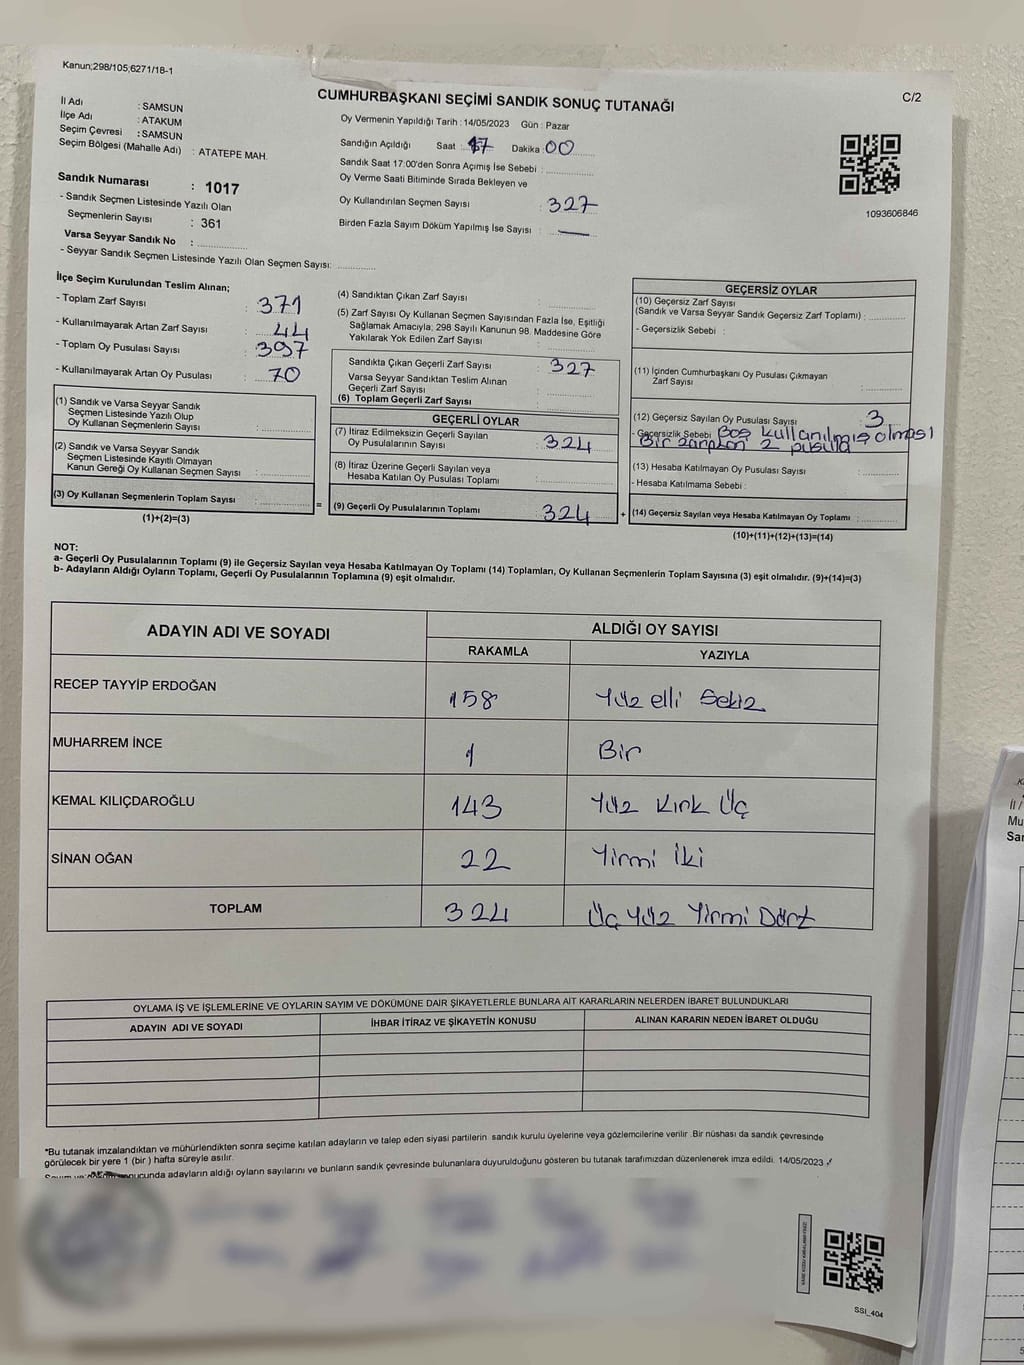 Kanun;298/105,6271/18-1
C/2
CUMHURBAŞKANI SEÇİMİ SANDIK SONUÇ TUTANAĞI
İl Adı : SAMSUN
İlçe Adı : ATAKUM
Seçim Çevresi : SAMSUN
Seçim Bölgesi (Mahalle Adı) : ATATEPE MAH.
Sandık Numarası : 1017
- Sandık Seçmen Listesinde Yazılı Olan
Seçmenlerin Sayısı : 361
Varsa Seyyar Sandık No :
- Seyyar Sandık Seçmen Listesinde Yazılı Olan Seçmen Sayısı:
Oy Vermenin Yapıldığı Tarih : 14/05/2023 Gün : Pazar
Sandığın Açıldığı Saat : 17 Dakika : 00
Sandık Saat 17:00'den Sonra Açımış İse Sebebi :
Oy Verme Saati Bitiminde Sırada Bekleyen ve
Oy Kullandırılan Seçmen Sayısı : 327
Birden Fazla Sayım Döküm Yapılmış İse Sayısı : —
1093606846
İlçe Seçim Kurulundan Teslim Alınan;
- Toplam Zarf Sayısı : 371
- Kullanılmayarak Artan Zarf Sayısı : 44
- Toplam Oy Pusulası Sayısı : 397
- Kullanılmayarak Artan Oy Pusulası : 70
(1) Sandık ve Varsa Seyyar Sandık
Seçmen Listesinde Yazılı Olup
Oy Kullanan Seçmenlerin Sayısı :
(2) Sandık ve Varsa Seyyar Sandık
Seçmen Listesinde Kayıtlı Olmayan
Kanun Gereği Oy Kullanan Seçmen Sayısı :
(3) Oy Kullanan Seçmenlerin Toplam Sayısı :
(1)+(2)=(3)
=
(4) Sandıktan Çıkan Zarf Sayısı :
(5) Zarf Sayısı Oy Kullanan Seçmen Sayısından Fazla İse, Eşitliği
Sağlamak Amacıyla; 298 Sayılı Kanunun 98. Maddesine Göre
Yakılarak Yok Edilen Zarf Sayısı :
Sandıkta Çıkan Geçerli Zarf Sayısı : 327
Varsa Seyyar Sandıktan Teslim Alınan
Geçerli Zarf Sayısı :
(6) Toplam Geçerli Zarf Sayısı :
GEÇERLİ OYLAR
(7) İtiraz Edilmeksizin Geçerli Sayılan
Oy Pusulalarının Sayısı : 324
(8) İtiraz Üzerine Geçerli Sayılan veya
Hesaba Katılan Oy Pusulası Toplamı :
(9) Geçerli Oy Pusulalarının Toplamı : 324
+
GEÇERSİZ OYLAR
(10) Geçersiz Zarf Sayısı
(Sandık ve Varsa Seyyar Sandık Geçersiz Zarf Toplamı) :
- Geçersizlik Sebebi :
(11) İçinden Cumhurbaşkanı Oy Pusulası Çıkmayan
Zarf Sayısı :
(12) Geçersiz Sayılan Oy Pusulası Sayısı : 3
- Geçersizlik Sebebi Boş kullanılmış olması
Bir zarftan 2 pusula
(13) Hesaba Katılmayan Oy Pusulası Sayısı :
- Hesaba Katılmama Sebebi :
(14) Geçersiz Sayılan veya Hesaba Katılmayan Oy Toplamı :
(10)+(11)+(12)+(13)=(14)
NOT:
a- Geçerli Oy Pusulalarının Toplamı (9) ile Geçersiz Sayılan veya Hesaba Katılmayan Oy Toplamı (14) Toplamları, Oy Kullanan Seçmenlerin Toplam Sayısına (3) eşit olmalıdır. (9)+(14)=(3)
b- Adayların Aldığı Oyların Toplamı, Geçerli Oy Pusulalarının Toplamına (9) eşit olmalıdır.
ADAYIN ADI VE SOYADI
ALDIĞI OY SAYISI
RAKAMLA YAZIYLA
RECEP TAYYİP ERDOĞAN 158 Yüz elli Sekiz
MUHARREM İNCE 1 Bir
KEMAL KILIÇDAROĞLU 143 Yüz Kırk Üç
SİNAN OĞAN 22 Yirmi İki
TOPLAM 324 Üç Yüz Yirmi Dört
OYLAMA İŞ VE İŞLEMLERİNE VE OYLARIN SAYIM VE DÖKÜMÜNE DAİR ŞİKAYETLERLE BUNLARA AİT KARARLARIN NELERDEN İBARET BULUNDUKLARI
ADAYIN ADI VE SOYADI İHBAR İTİRAZ VE ŞİKAYETİN KONUSU ALINAN KARARIN NEDEN İBARET OLDUĞU
*Bu tutanak imzalandıktan ve mühürlendikten sonra seçime katılan adayların ve talep eden siyasi partilerin sandık kurulu üyelerine veya gözlemcilerine verilir .Bir nüshası da sandık çevresinde
görülecek bir yere 1 (bir ) hafta süreyle asılır.
adayların aldığı oyların sayılarını ve bunların sandık çevresinde bulunanlara duyurulduğunu gösteren bu tutanak tarafımızdan düzenlenerek imza edildi. 14/05/2023
SSI_404